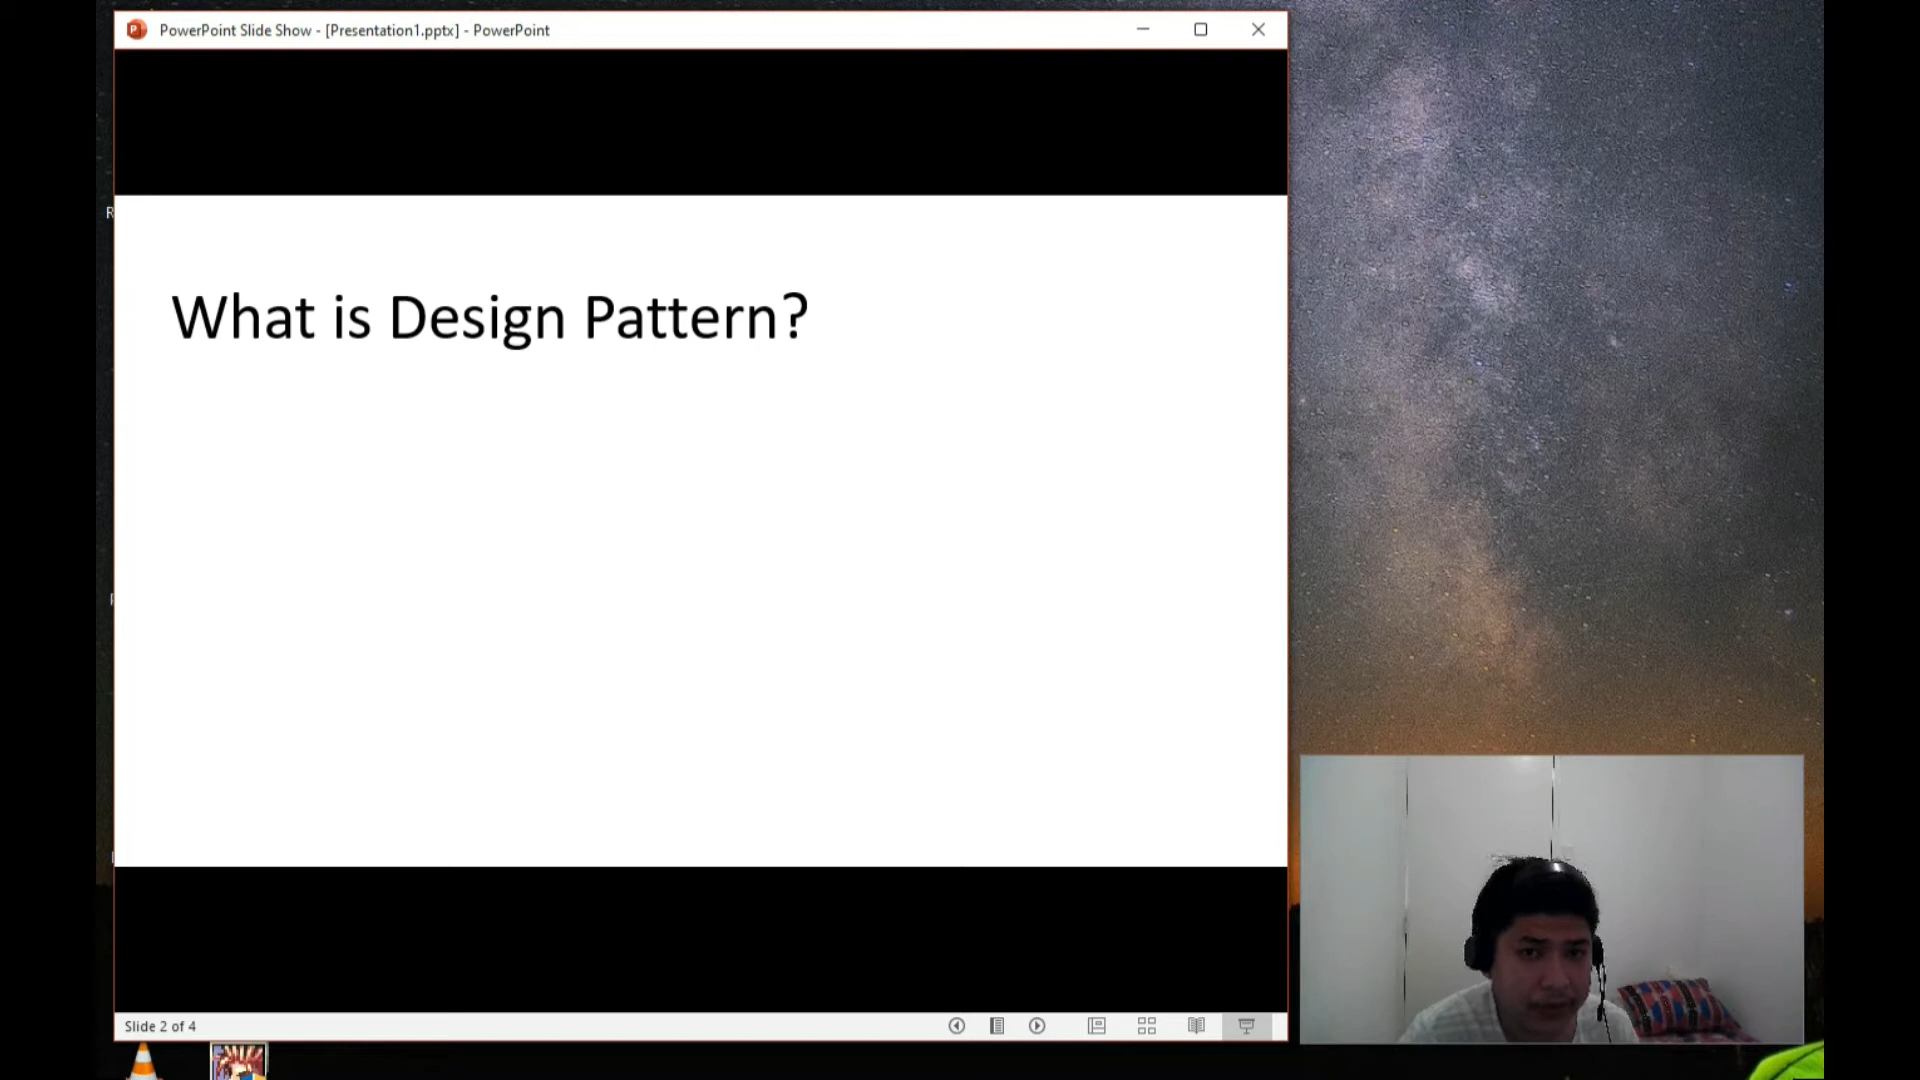 PowerPoint Slide Show - [Presentation1.pptx] - PowerPoint
What is Design Pattern?
Slide 2 of 4